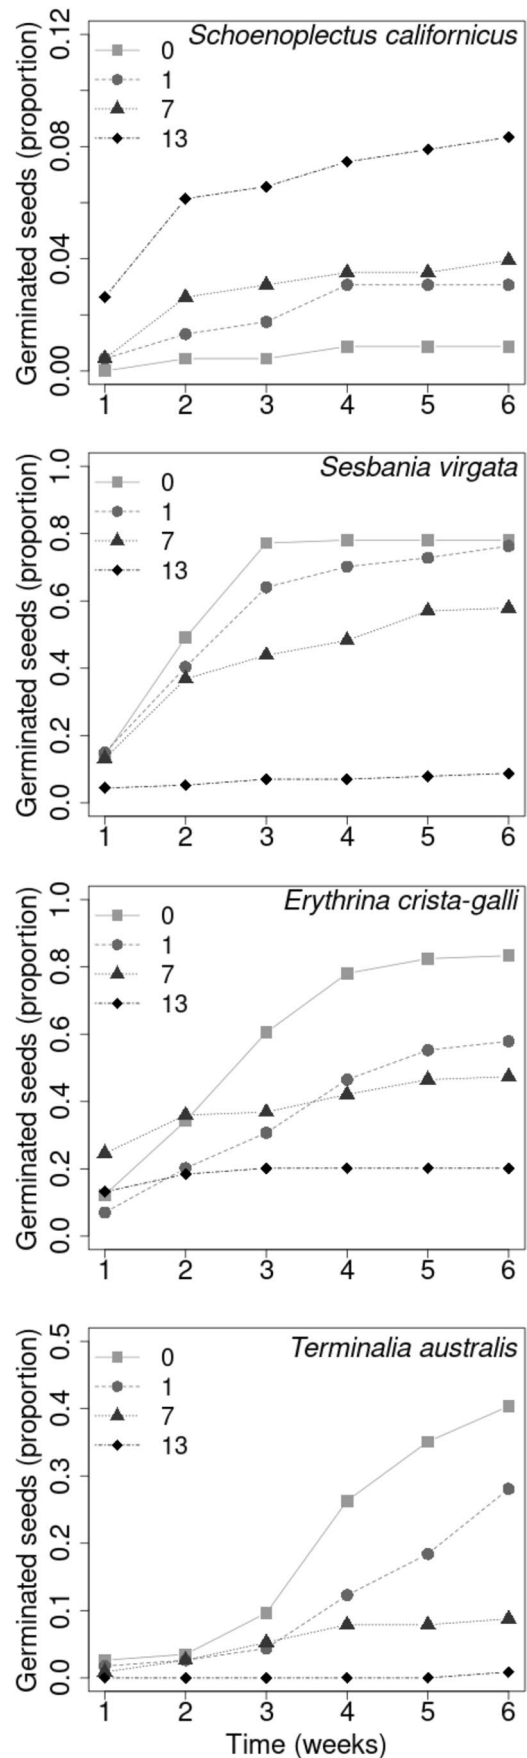 Schoenoplectus californicus
0
1
7
13
0.12
0.08
0.04
0.00
Germinated seeds (proportion)
1 2 3 4 5 6
Sesbania virgata
0
1
7
13
1.0
0.8
0.6
0.4
0.2
0.0
Germinated seeds (proportion)
1 2 3 4 5 6
Erythrina crista-galli
0
1
7
13
1.0
0.8
0.6
0.4
0.2
0.0
Germinated seeds (proportion)
1 2 3 4 5 6
Terminalia australis
0
1
7
13
0.5
0.4
0.3
0.2
0.1
0.0
Germinated seeds (proportion)
1 2 3 4 5 6
Time (weeks)